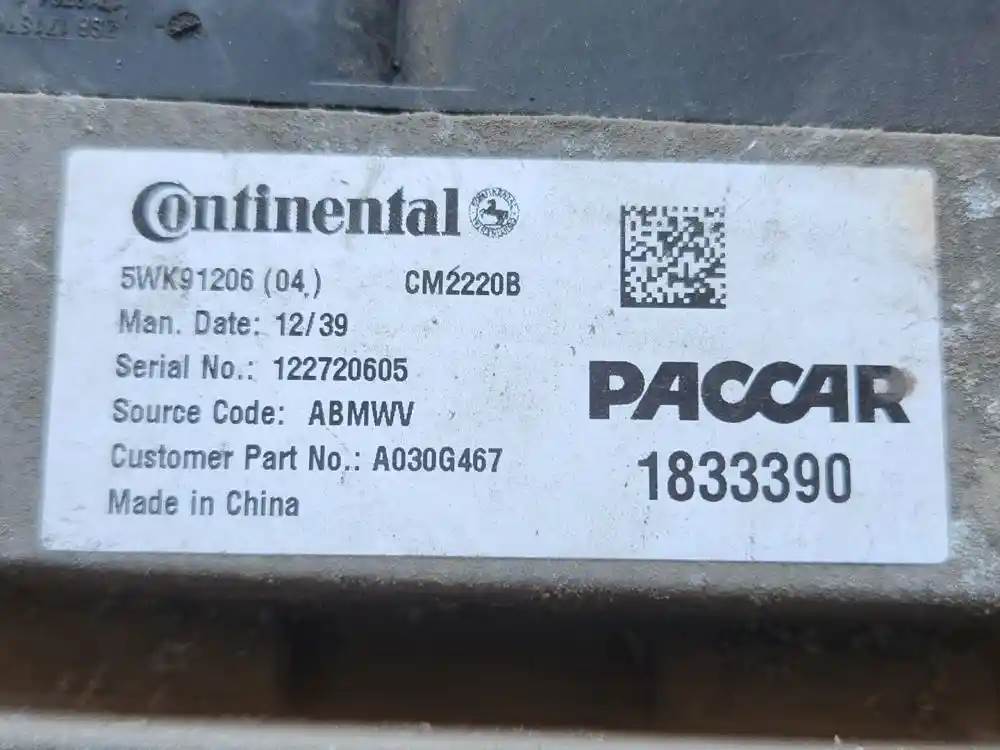 Continental
5WK91206 (04.) CM2220B
Man. Date: 12/39
Serial No.: 122720605
Source Code: ABMWV
Customer Part No.: A030G467
Made in China
PACCAR
1833390